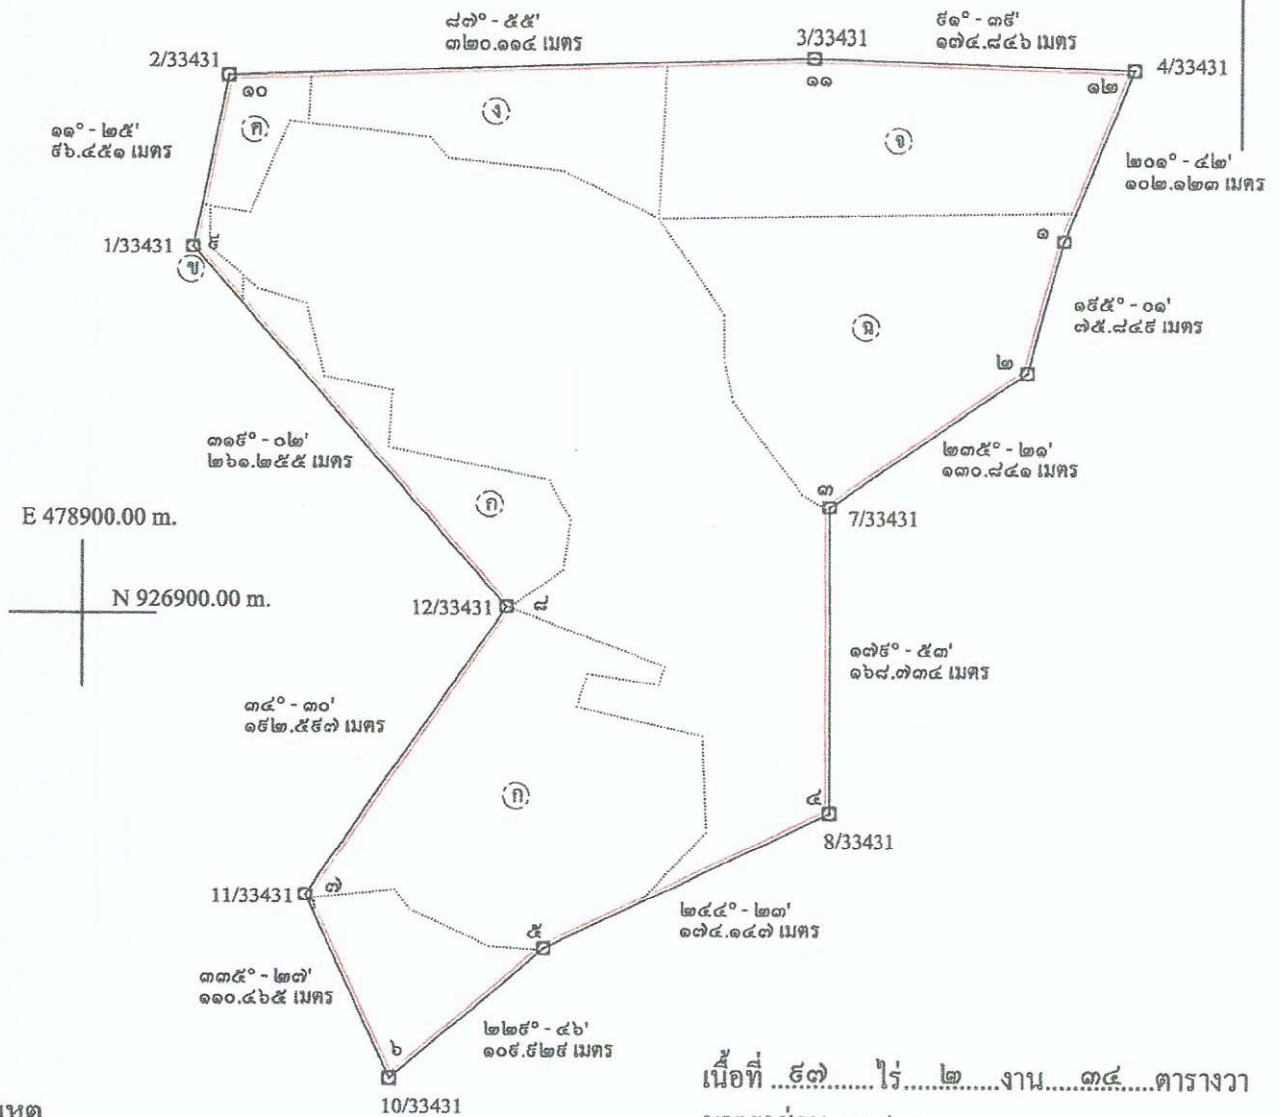 ๘๗° - ๕๕'
๓๒๐.๑๑๔ เมตร
๙๑° - ๓๙'
๑๗๔.๘๔๖ เมตร
2/33431
3/33431
4/33431
๑๐
๑๑
๑๒
ค
ง
จ
๑๑° - ๒๕'
๙๖.๔๕๑ เมตร
๒๐๑° - ๔๒'
๑๐๒.๑๒๓ เมตร
1/33431
๙
ข
๑
๑๙๕° - ๐๑'
๗๕.๘๔๙ เมตร
ฉ
๒
๓๑๙° - ๐๒'
๒๖๑.๒๕๕ เมตร
๒๓๕° - ๒๑'
๑๓๐.๘๔๑ เมตร
ก
๓
7/33431
E 478900.00 m.
N 926900.00 m.
12/33431
๘
๑๗๙° - ๕๓'
๑๖๘.๗๓๔ เมตร
๓๔° - ๓๐'
๑๙๒.๕๙๗ เมตร
ก
๔
8/33431
11/33431
๗
๒๔๔° - ๒๓'
๑๗๔.๑๔๗ เมตร
๕
๓๓๕° - ๒๗'
๑๑๐.๔๖๕ เมตร
๒๒๙° - ๔๖'
๑๐๙.๙๒๙ เมตร
๖
10/33431
เนื้อที่ ...๙๗...... ไร่.....๒.....งาน.....๓๔.....ตารางวา